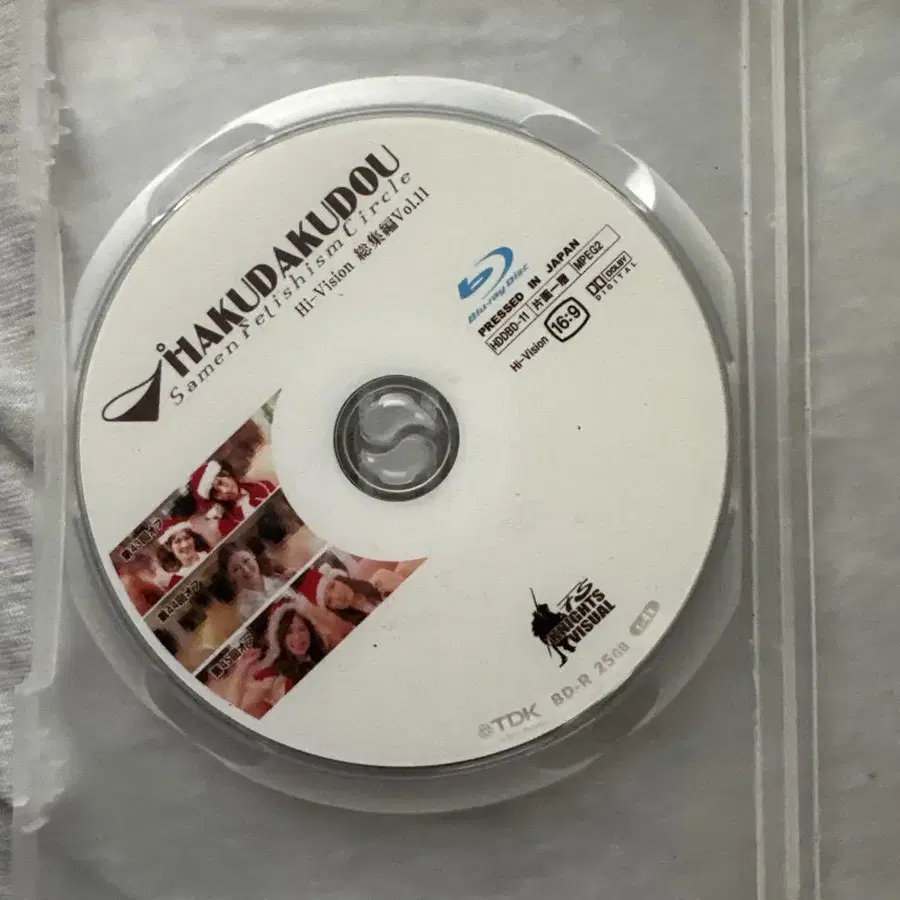 HAKUDAKUDOU
Samen Fetishism Circle
Hi-Vision 総集編Vol.11
Blu-ray Disc
PRESSED IN JAPAN
HDDBD-11 片面一層 MPEG2
Hi-Vision 16:9 DOLBY DIGITAL
TS
KNIGHTS
VISUAL
TDK BD-R 25GB